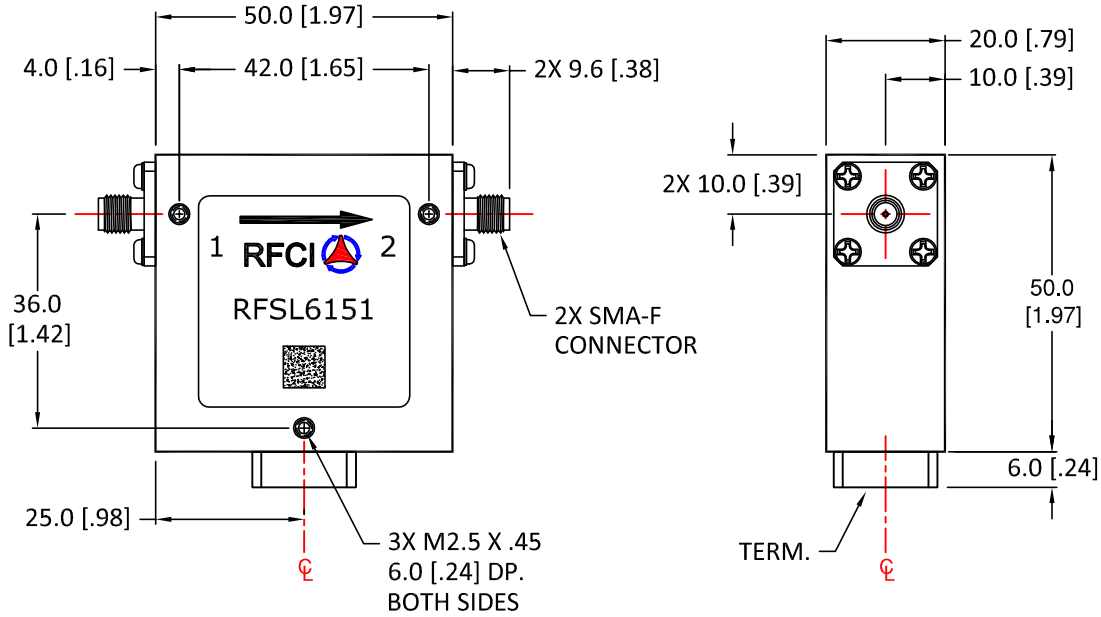 50.0 [1.97]
4.0 [.16]
42.0 [1.65]
2X 9.6 [.38]
20.0 [.79]
10.0 [.39]
2X 10.0 [.39]
1
RFCI
2
RFSL6151
36.0
[1.42]
2X SMA-F
CONNECTOR
50.0
[1.97]
6.0 [.24]
25.0 [.98]
3X M2.5 X .45
6.0 [.24] DP.
BOTH SIDES
TERM.
℄
℄